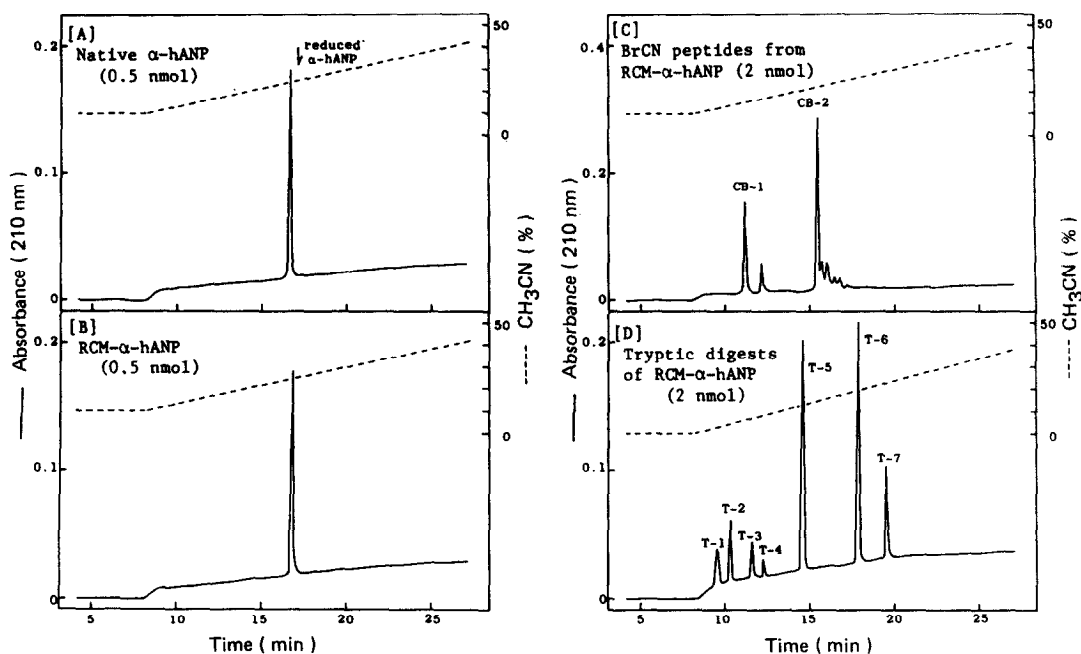 [A]
Native α-hANP
(0.5 nmol)
reduced
α-hANP
0.2
0.1
0
50
0
[B]
RCM-α-hANP
(0.5 nmol)
0.2
0.1
0
50
0
5 10 15 20 25
Time ( min )
Absorbance ( 210 nm )
CH3CN ( % )
[C]
BrCN peptides from
RCM-α-hANP (2 nmol)
CB-1
CB-2
0.4
0.2
0
50
0
[D]
Tryptic digests
of RCM-α-hANP
(2 nmol)
T-1
T-2
T-3
T-4
T-5
T-6
T-7
0.2
0.1
0
50
0
5 10 15 20 25
Time ( min )
Absorbance ( 210 nm )
CH3CN ( % )